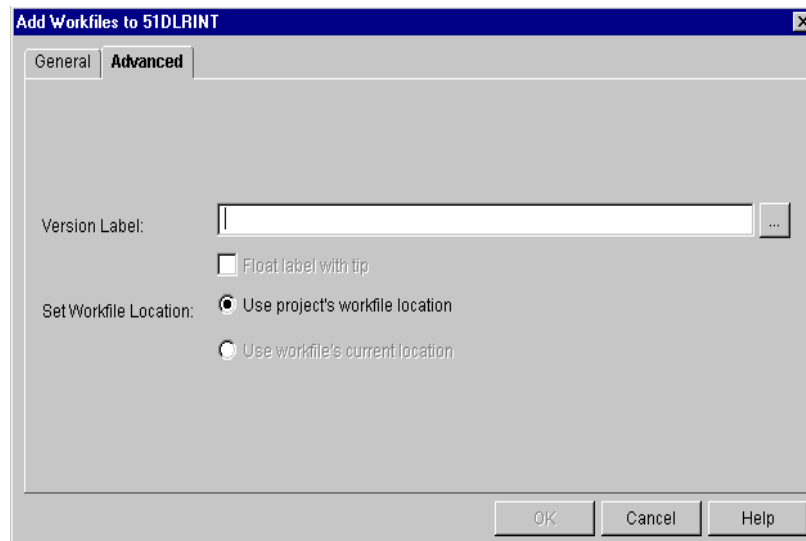 Add Workfiles to 51DLRINT
General Advanced
Version Label:
...
Float label with tip
Set Workfile Location: Use project's workfile location
Use workfile's current location
OK Cancel Help